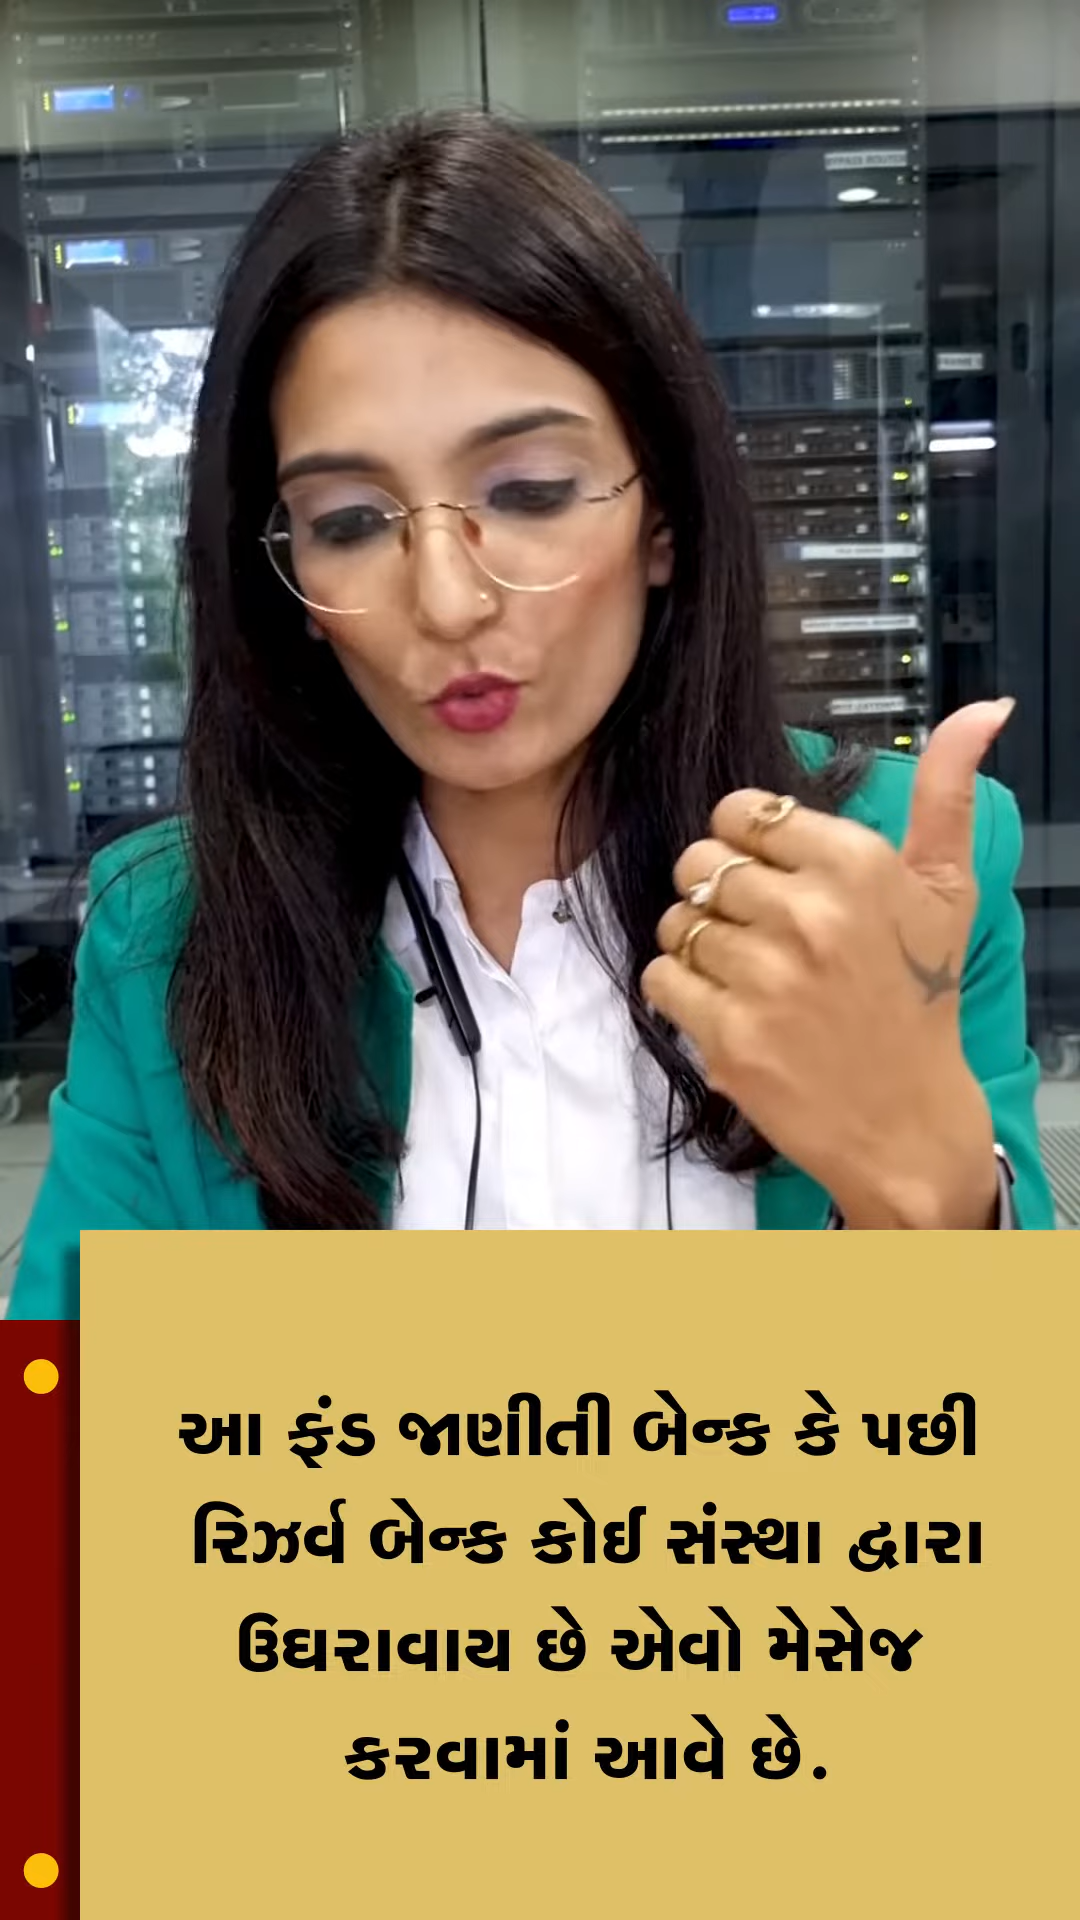 આ ફંડ જાણીતી બેન્ક કે પછી
રિઝર્વ બેન્ક કોઈ સંસ્થા દ્વારા
ઉઘરાવાય છે એવો મેસેજ
કરવામાં આવે છે.